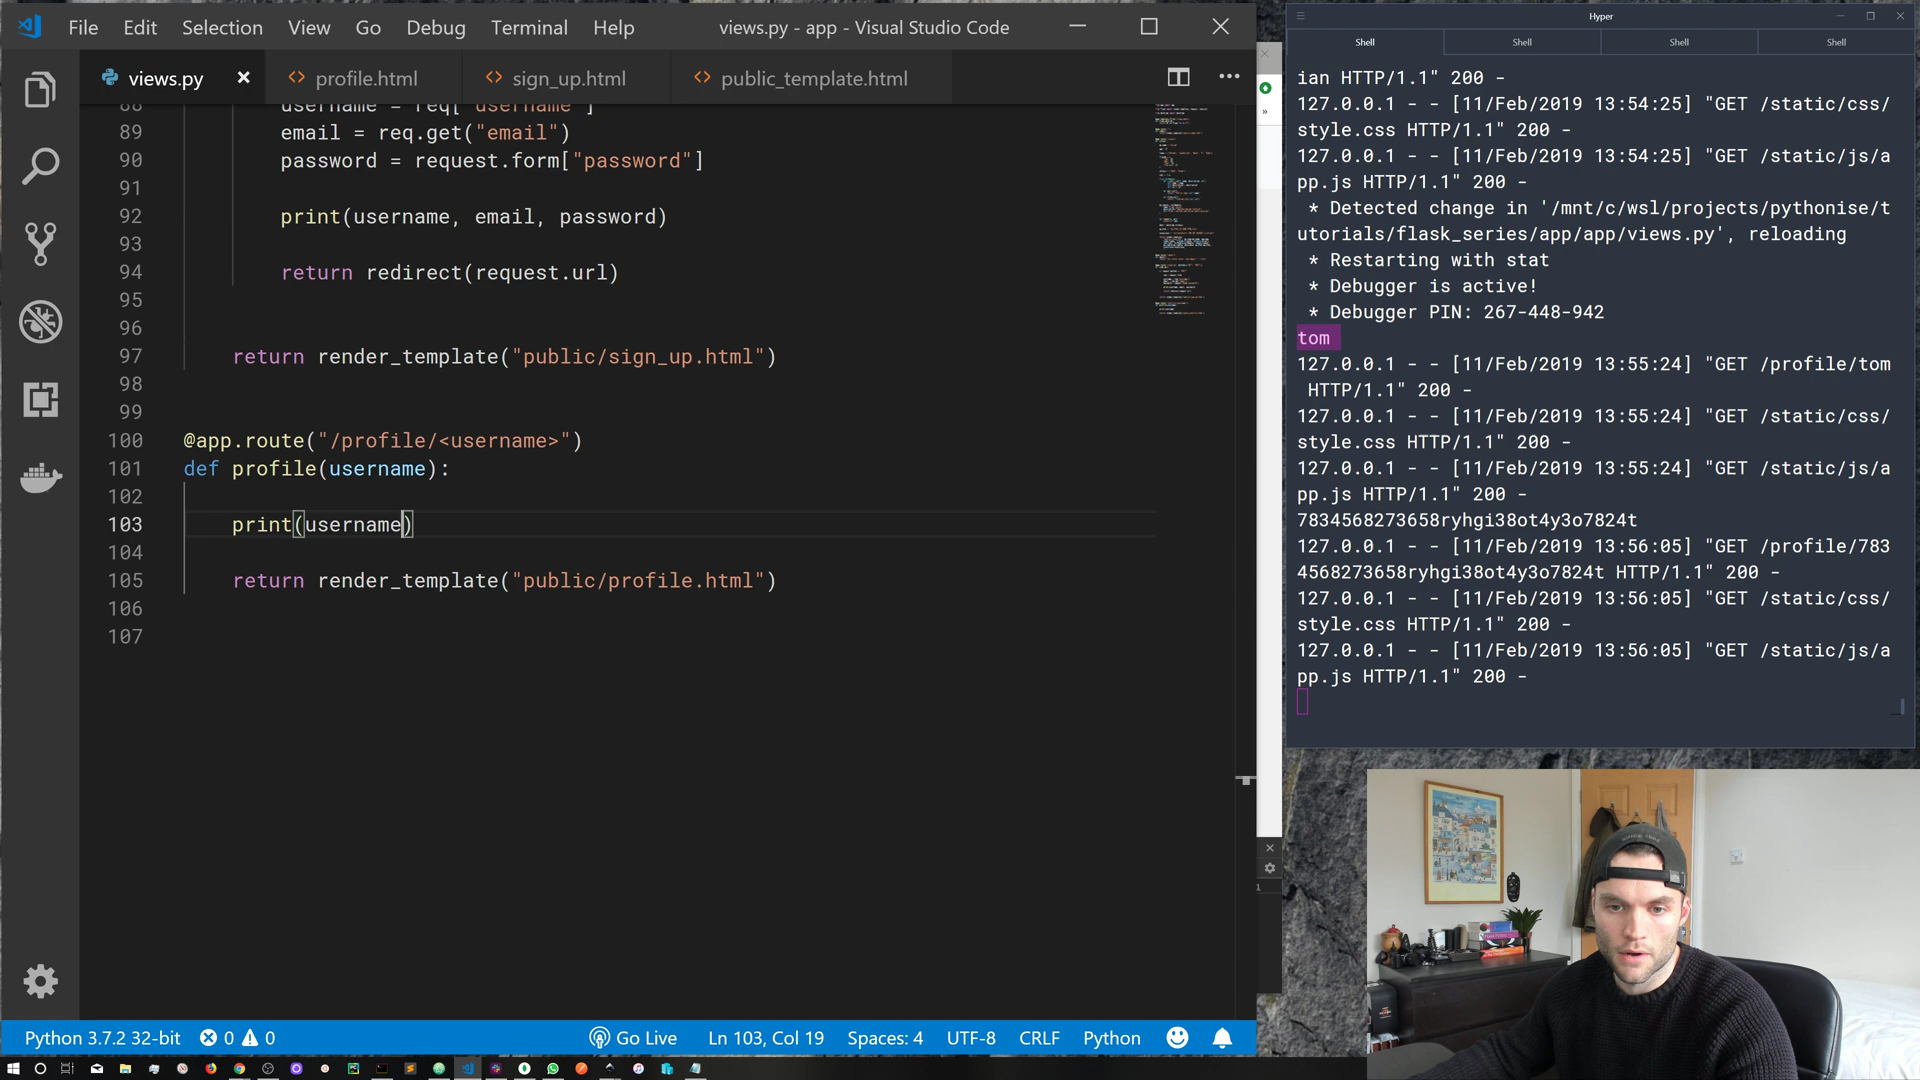 File Edit Selection View Go Debug Terminal Help views.py - app - Visual Studio Code
views.py profile.html sign_up.html public_template.html
88 username = req["username"]
89 email = req.get("email")
90 password = request.form["password"]
91
92 print(username, email, password)
93
94 return redirect(request.url)
95
96
97 return render_template("public/sign_up.html")
98
99
100 @app.route("/profile/<username>")
101 def profile(username):
102
103 print(username)
104
105 return render_template("public/profile.html")
106
107
Python 3.7.2 32-bit 0 0 Go Live Ln 103, Col 19 Spaces: 4 UTF-8 CRLF Python
Hyper
Shell Shell Shell Shell
ian HTTP/1.1" 200 -
127.0.0.1 - - [11/Feb/2019 13:54:25] "GET /static/css/
style.css HTTP/1.1" 200 -
127.0.0.1 - - [11/Feb/2019 13:54:25] "GET /static/js/a
pp.js HTTP/1.1" 200 -
* Detected change in '/mnt/c/wsl/projects/pythonise/t
utorials/flask_series/app/app/views.py', reloading
* Restarting with stat
* Debugger is active!
* Debugger PIN: 267-448-942
tom
127.0.0.1 - - [11/Feb/2019 13:55:24] "GET /profile/tom
HTTP/1.1" 200 -
127.0.0.1 - - [11/Feb/2019 13:55:24] "GET /static/css/
style.css HTTP/1.1" 200 -
127.0.0.1 - - [11/Feb/2019 13:55:24] "GET /static/js/a
pp.js HTTP/1.1" 200 -
7834568273658ryhgi38ot4y3o7824t
127.0.0.1 - - [11/Feb/2019 13:56:05] "GET /profile/783
4568273658ryhgi38ot4y3o7824t HTTP/1.1" 200 -
127.0.0.1 - - [11/Feb/2019 13:56:05] "GET /static/css/
style.css HTTP/1.1" 200 -
127.0.0.1 - - [11/Feb/2019 13:56:05] "GET /static/js/a
pp.js HTTP/1.1" 200 -